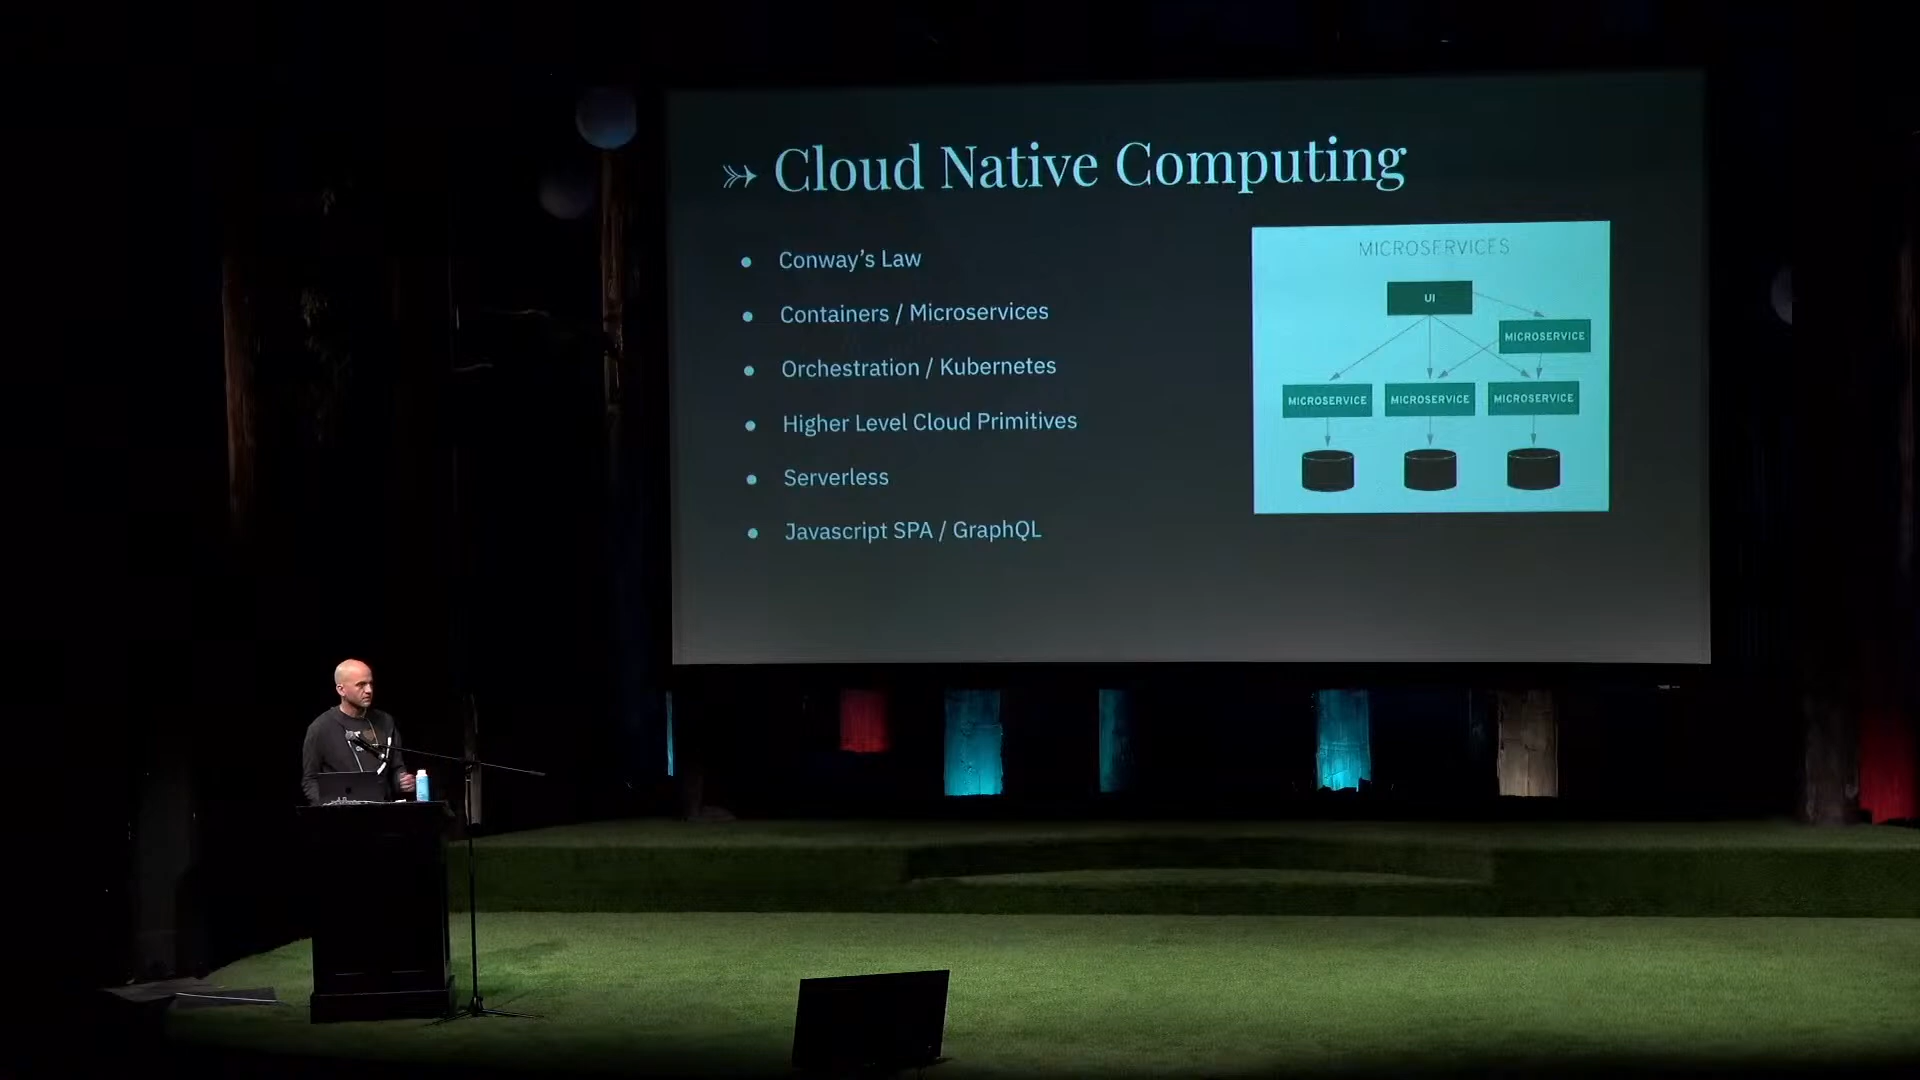 Cloud Native Computing
Conway's Law
Containers / Microservices
Orchestration / Kubernetes
Higher Level Cloud Primitives
Serverless
Javascript SPA / GraphQL
MICROSERVICES
UI
MICROSERVICE
MICROSERVICE
MICROSERVICE
MICROSERVICE